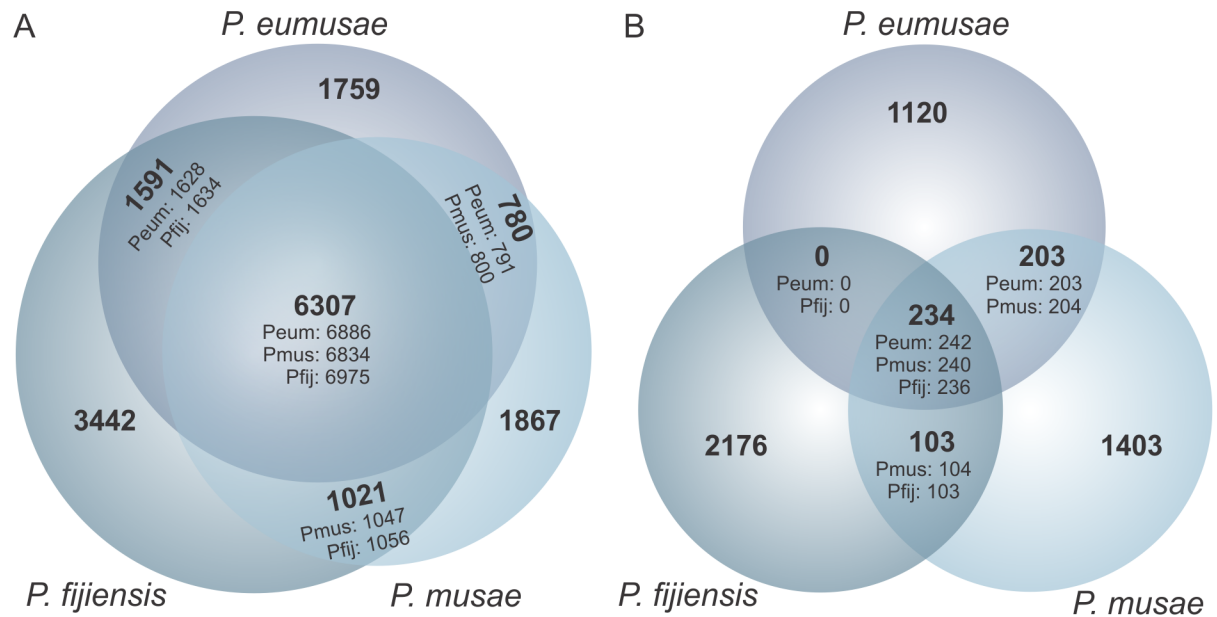 A
P. eumusae
1759
1591
Peum: 1628
Pfij: 1634
780
Peum: 791
Pmus: 800
6307
Peum: 6886
Pmus: 6834
Pfij: 6975
3442
1867
1021
Pmus: 1047
Pfij: 1056
P. fijiensis
P. musae
B
P. eumusae
1120
0
Peum: 0
Pfij: 0
203
Peum: 203
Pmus: 204
234
Peum: 242
Pmus: 240
Pfij: 236
2176
103
Pmus: 104
Pfij: 103
1403
P. fijiensis
P. musae